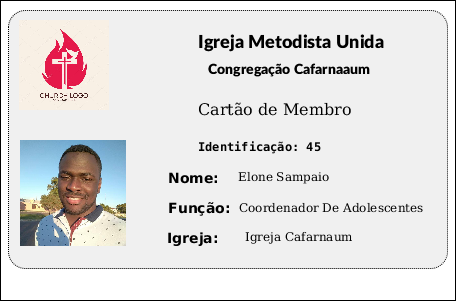 Igreja Metodista Unida
Congregação Cafarnaaum
CHURCH LOGO
Cartão de Membro
Identificação: 45
Nome: Elone Sampaio
Função: Coordenador De Adolescentes
Igreja: Igreja Cafarnaum